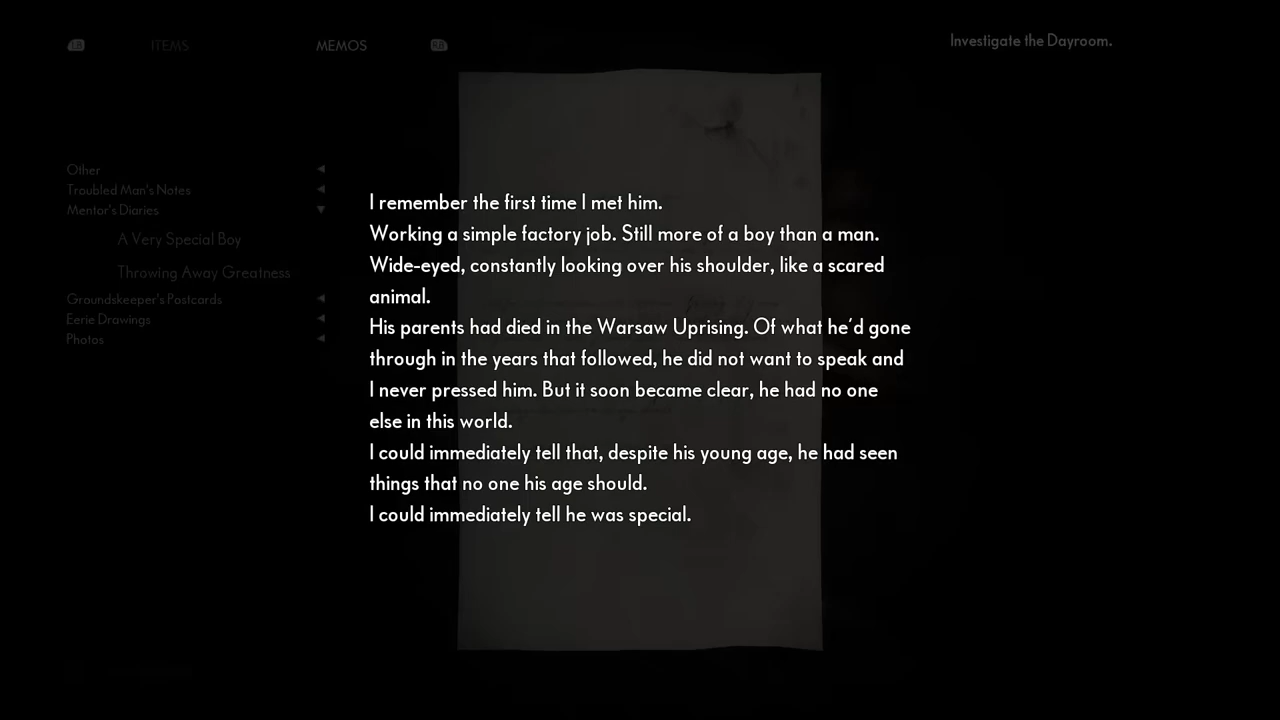 LB ITEMS MEMOS RB
Investigate the Dayroom.
Other
Troubled Man's Notes
Mentor's Diaries
A Very Special Boy
Throwing Away Greatness
Groundskeeper's Postcards
Eerie Drawings
Photos
I remember the first time I met him.
Working a simple factory job. Still more of a boy than a man.
Wide-eyed, constantly looking over his shoulder, like a scared
animal.
His parents had died in the Warsaw Uprising. Of what he'd gone
through in the years that followed, he did not want to speak and
I never pressed him. But it soon became clear, he had no one
else in this world.
I could immediately tell that, despite his young age, he had seen
things that no one his age should.
I could immediately tell he was special.